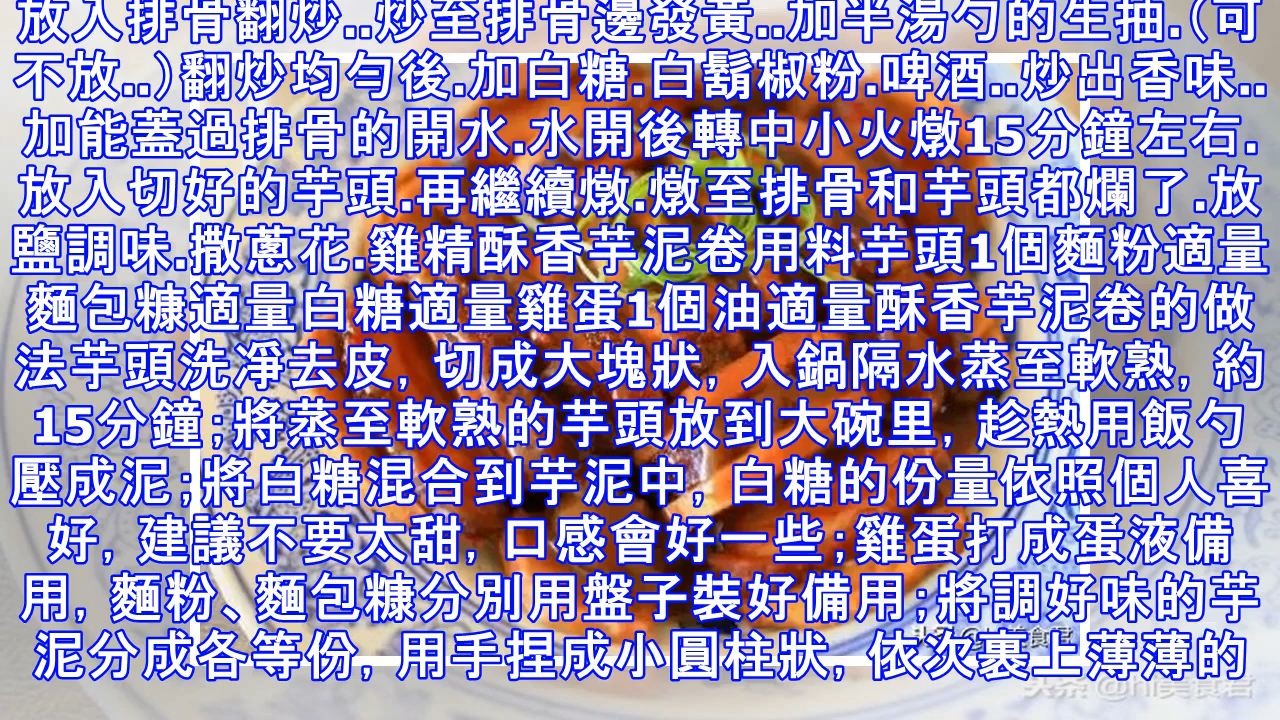 放入排骨翻炒..炒至排骨邊發黃..加半湯勺的生抽.(可
不放..)翻炒均勻後.加白糖.白鬍椒粉.啤酒..炒出香味..
加能蓋過排骨的開水.水開後轉中小火燉15分鐘左右.
放入切好的芋頭.再繼續燉.燉至排骨和芋頭都爛了.放
鹽調味.撒蔥花.雞精酥香芋泥卷用料芋頭1個麵粉適量
麵包糠適量白糖適量雞蛋1個油適量酥香芋泥卷的做
法芋頭洗凈去皮, 切成大塊狀, 入鍋隔水蒸至軟熟, 約
15分鐘;將蒸至軟熟的芋頭放到大碗里, 趁熱用飯勺
壓成泥;將白糖混合到芋泥中, 白糖的份量依照個人喜
好, 建議不要太甜, 口感會好一些;雞蛋打成蛋液備
用, 麵粉、麵包糠分別用盤子裝好備用;將調好味的芋
泥分成各等份, 用手捏成小圓柱狀, 依次裹上薄薄的
头条 @hi美食君